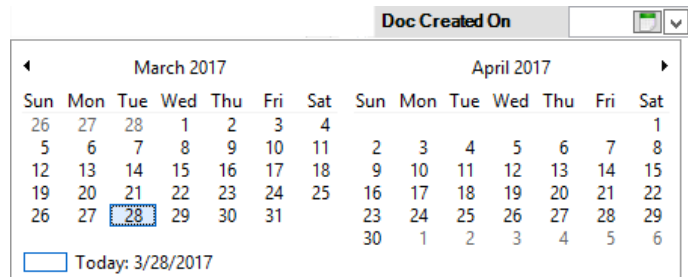 Doc Created On
March 2017 April 2017
Sun Mon Tue Wed Thu Fri Sat Sun Mon Tue Wed Thu Fri Sat
26 27 28 1 2 3 4 1
5 6 7 8 9 10 11 2 3 4 5 6 7 8
12 13 14 15 16 17 18 9 10 11 12 13 14 15
19 20 21 22 23 24 25 16 17 18 19 20 21 22
26 27 28 29 30 31 23 24 25 26 27 28 29
30 1 2 3 4 5 6
Today: 3/28/2017